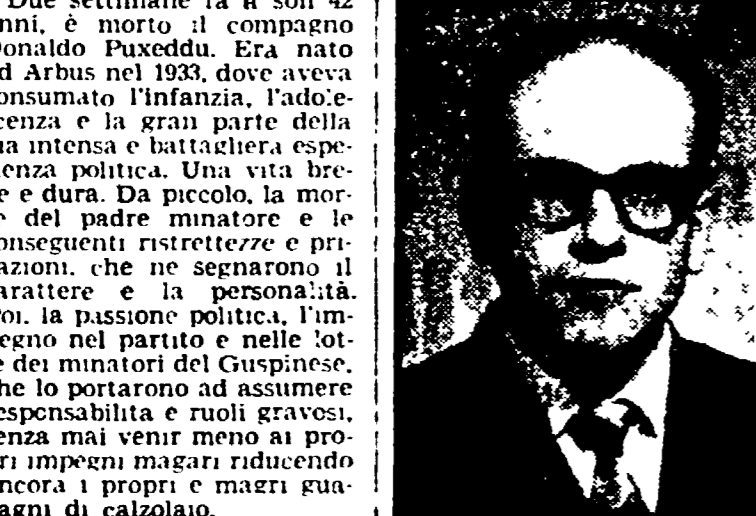 Due settimane fa a soli 42
nni, è morto il compagno
onaldo Puxeddu. Era nato
d Arbus nel 1933, dove aveva
onsumato l'infanzia, l'adole-
cenza e la gran parte della
ua intensa e battagliera espe-
ienza politica. Una vita bre-
e e dura. Da piccolo, la mor-
e del padre minatore e le
onseguenti ristrettezze e pri-
azioni, che ne segnarono il
arattere e la personalità.
oi, la passione politica, l'im-
egno nel partito e nelle lot-
e dei minatori del Guspinese,
he lo portarono ad assumere
esponsabilità e ruoli gravosi,
enza mai venir meno ai pro-
ri impegni magari riducendo
ncora i propri e magri gua-
agni di calzolaio.